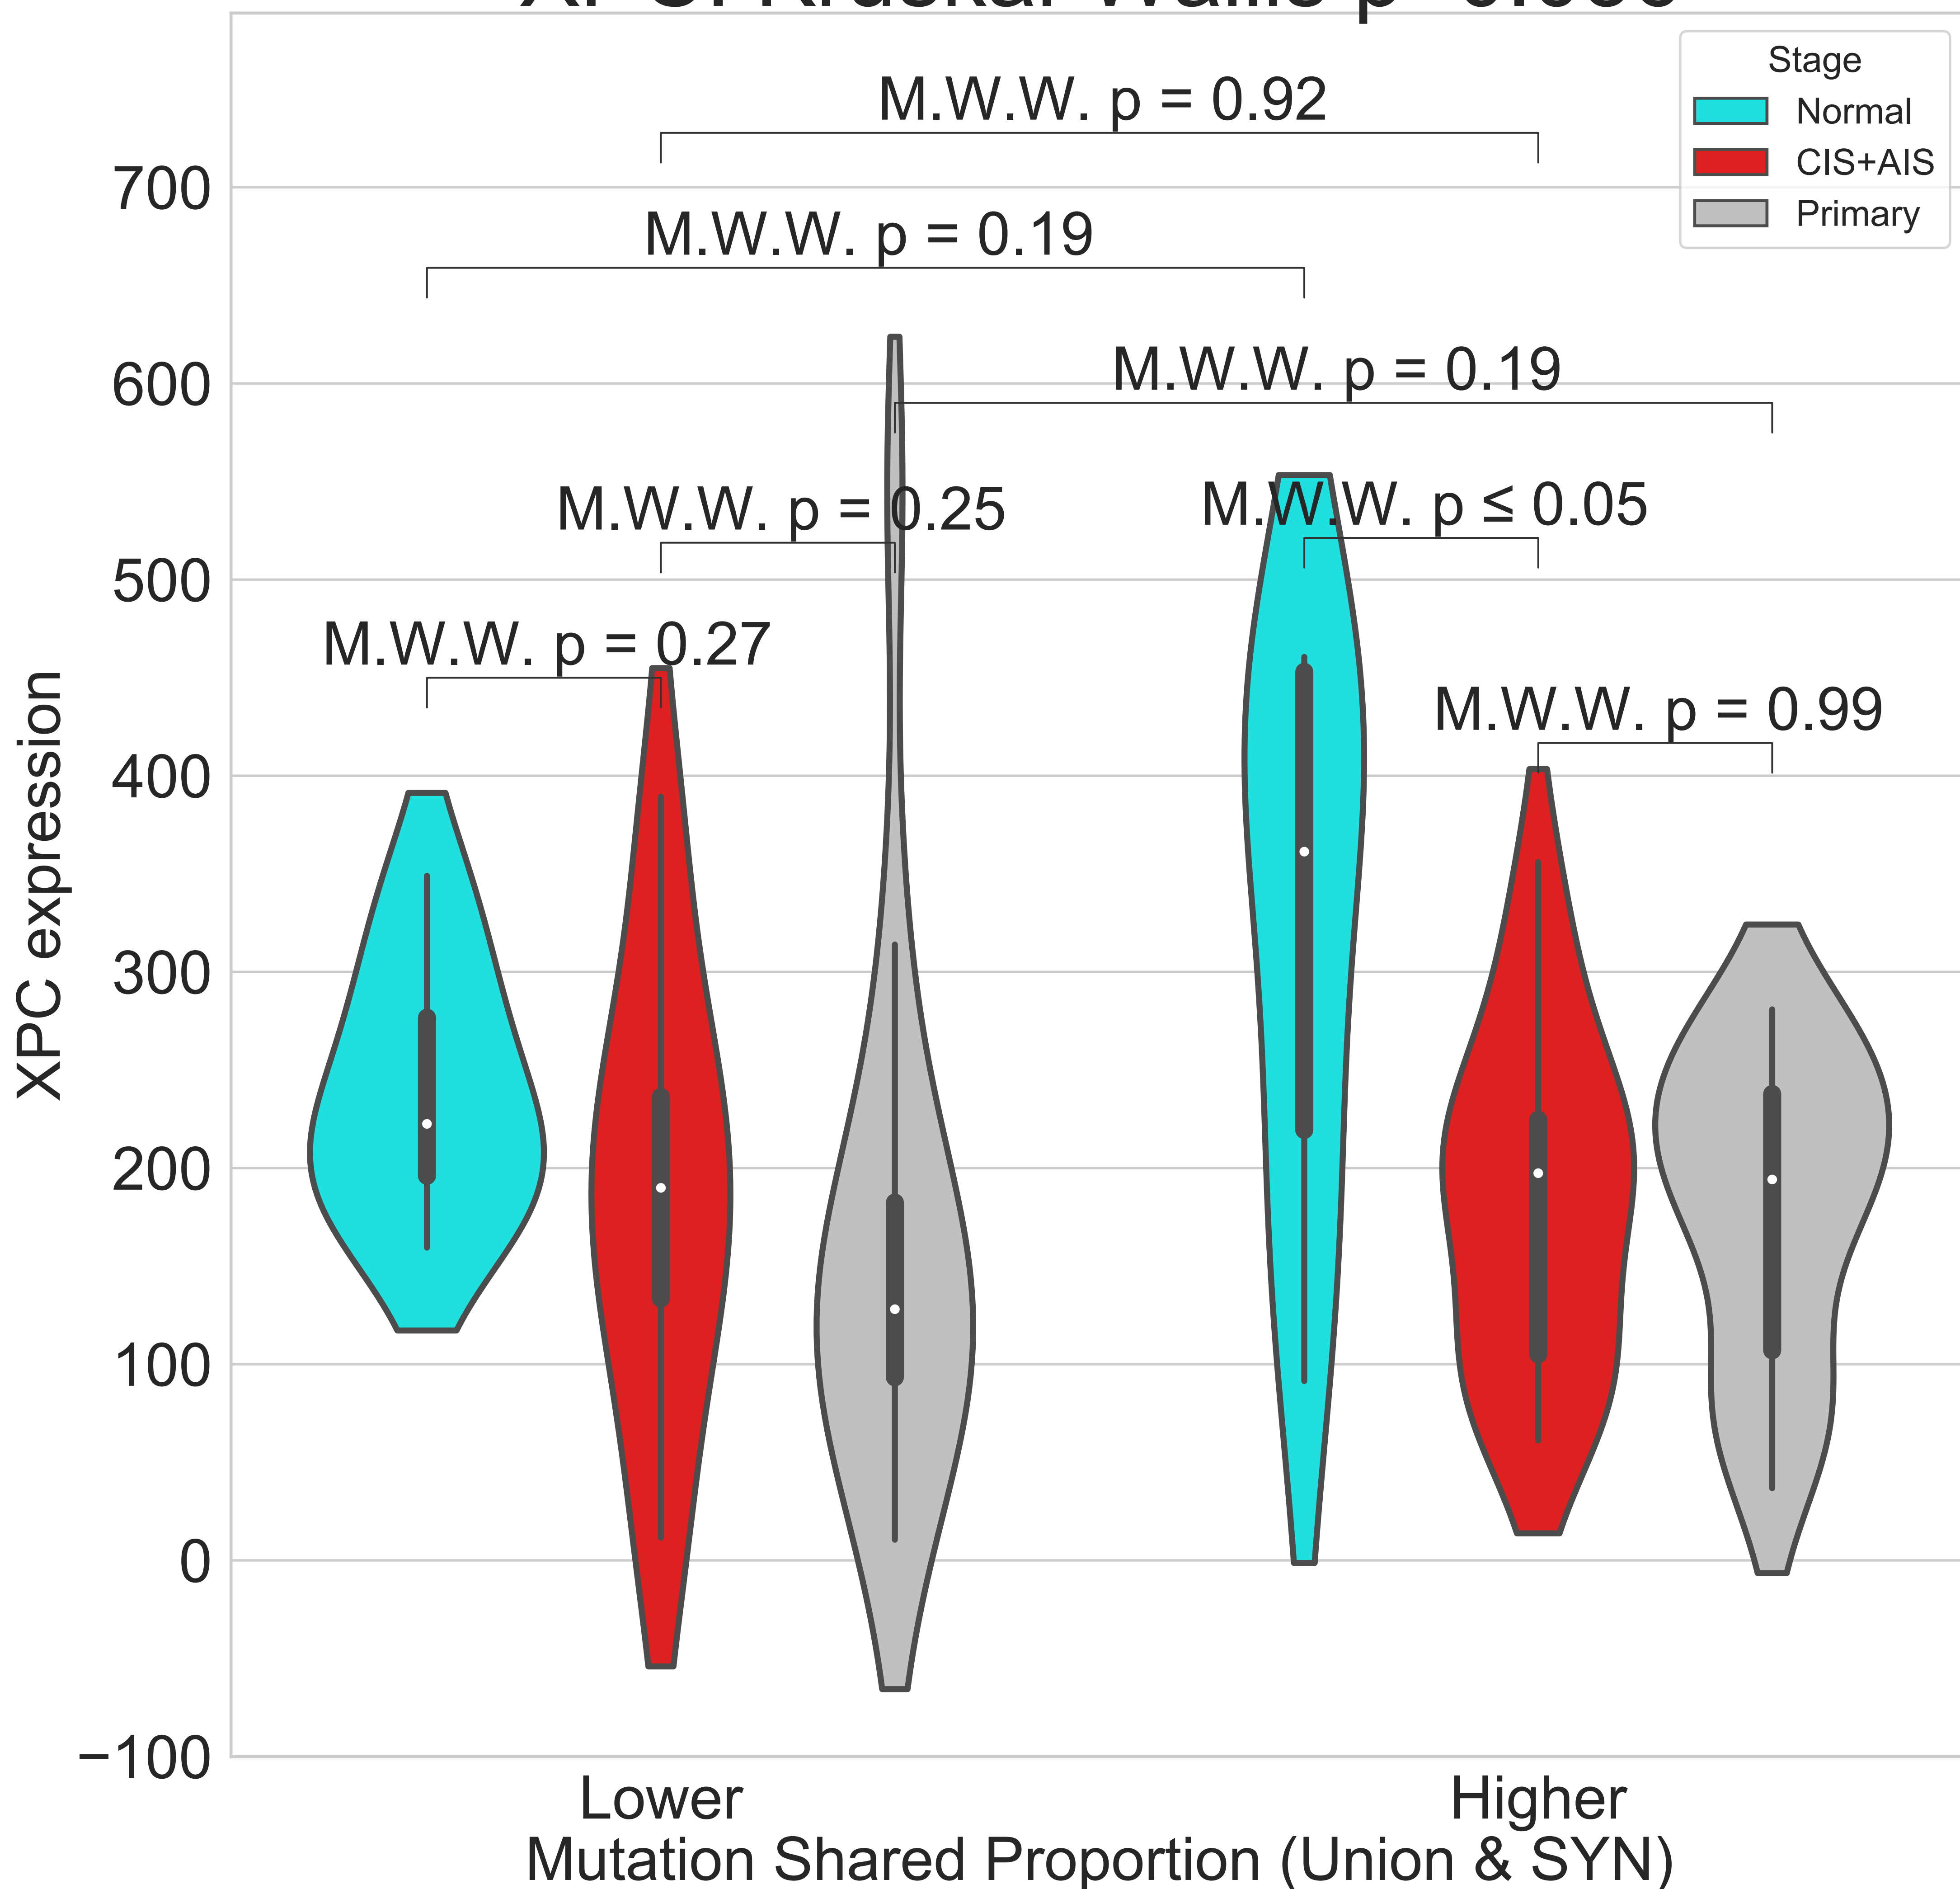 Stage
Normal
CIS+AIS
Primary
M.W.W. p = 0.92
M.W.W. p = 0.19
M.W.W. p = 0.19
M.W.W. p = 0.25
M.W.W. p ≤ 0.05
M.W.W. p = 0.27
M.W.W. p = 0.99
XPC expression
700
600
500
400
300
200
100
0
−100
Lower
Higher
Mutation Shared Proportion (Union & SYN)